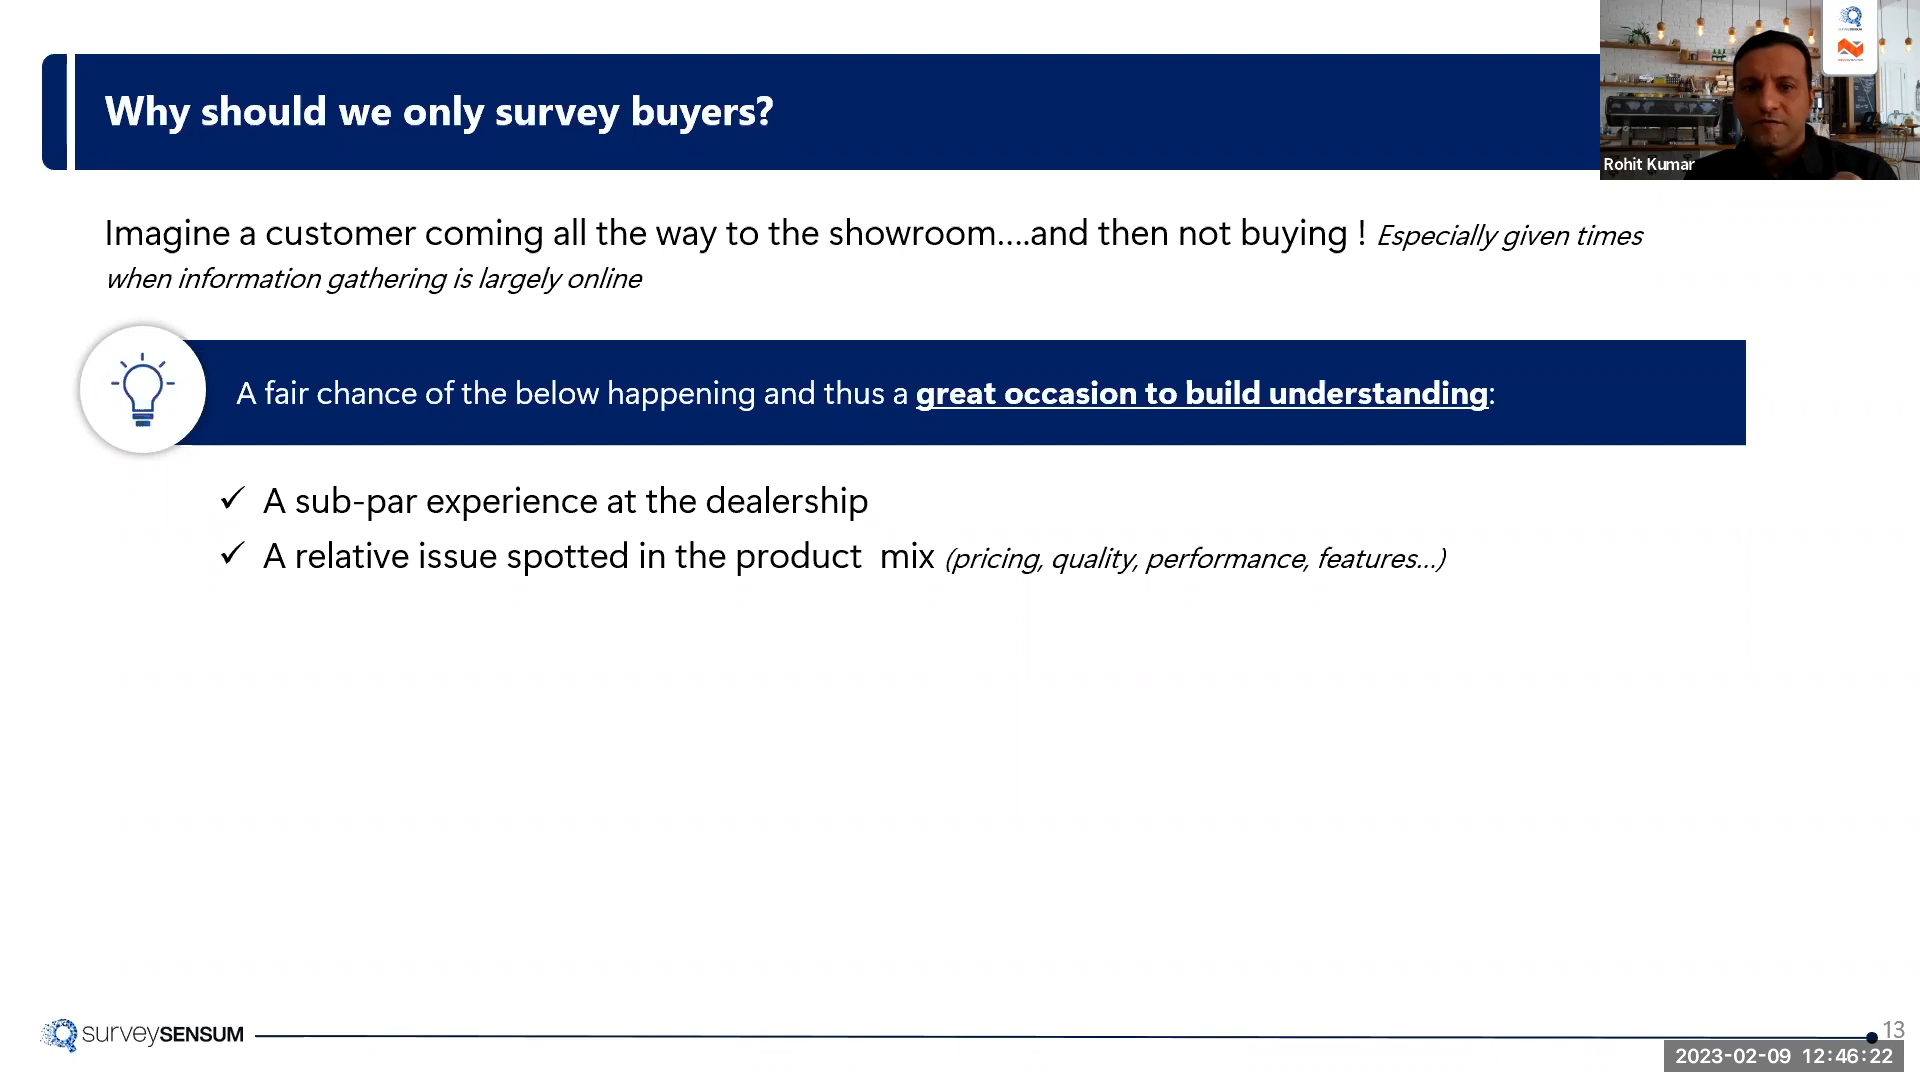 Why should we only survey buyers?
Rohit Kumar
Imagine a customer coming all the way to the showroom....and then not buying ! Especially given times
when information gathering is largely online
A fair chance of the below happening and thus a great occasion to build understanding:
✓ A sub-par experience at the dealership
✓ A relative issue spotted in the product  mix (pricing, quality, performance, features...)
surveySENSUM
13
2023-02-09 12:46:22